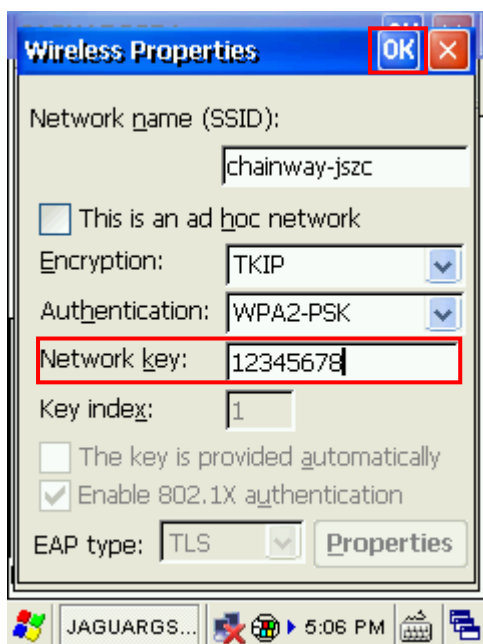 Wireless Properties OK
Network name (SSID):
chainway-jszc
This is an ad hoc network
Encryption: TKIP
Authentication: WPA2-PSK
Network key: 12345678
Key index: 1
The key is provided automatically
Enable 802.1X authentication
EAP type: TLS Properties
JAGUARGS... 5:06 PM